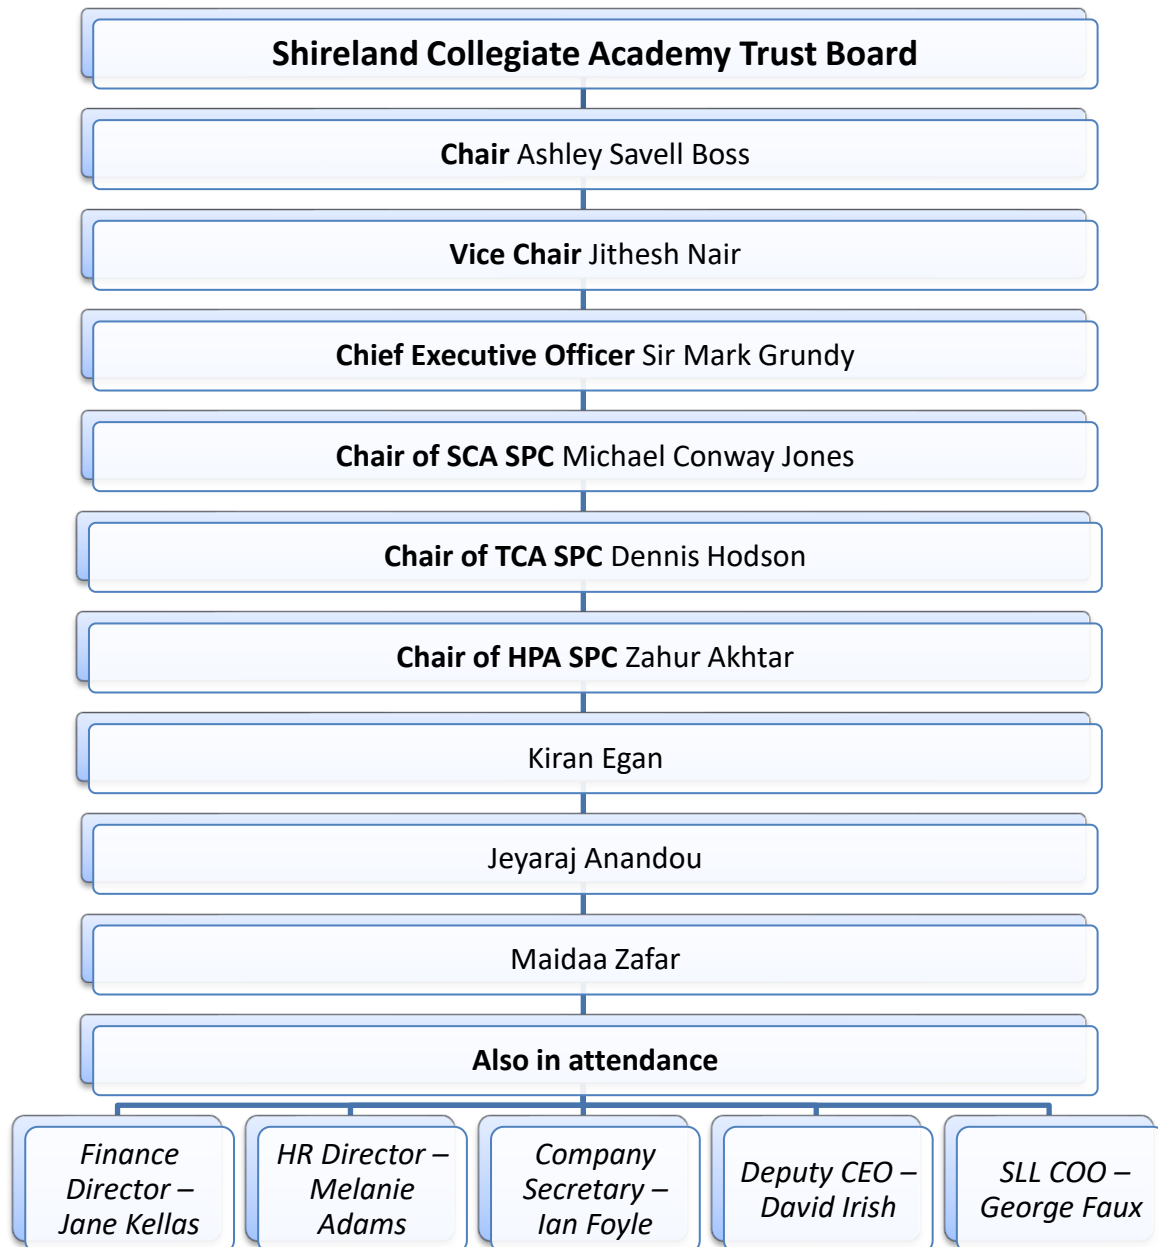 Shireland Collegiate Academy Trust Board
Chair Ashley Savell Boss
Vice Chair Jithesh Nair
Chief Executive Officer Sir Mark Grundy
Chair of SCA SPC Michael Conway Jones
Chair of TCA SPC Dennis Hodson
Chair of HPA SPC Zahur Akhtar
Kiran Egan
Jeyaraj Anandou
Maidaa Zafar
Also in attendance
Finance
Director –
Jane Kellas
HR Director –
Melanie
Adams
Company
Secretary –
Ian Foyle
Deputy CEO –
David Irish
SLL COO –
George Faux